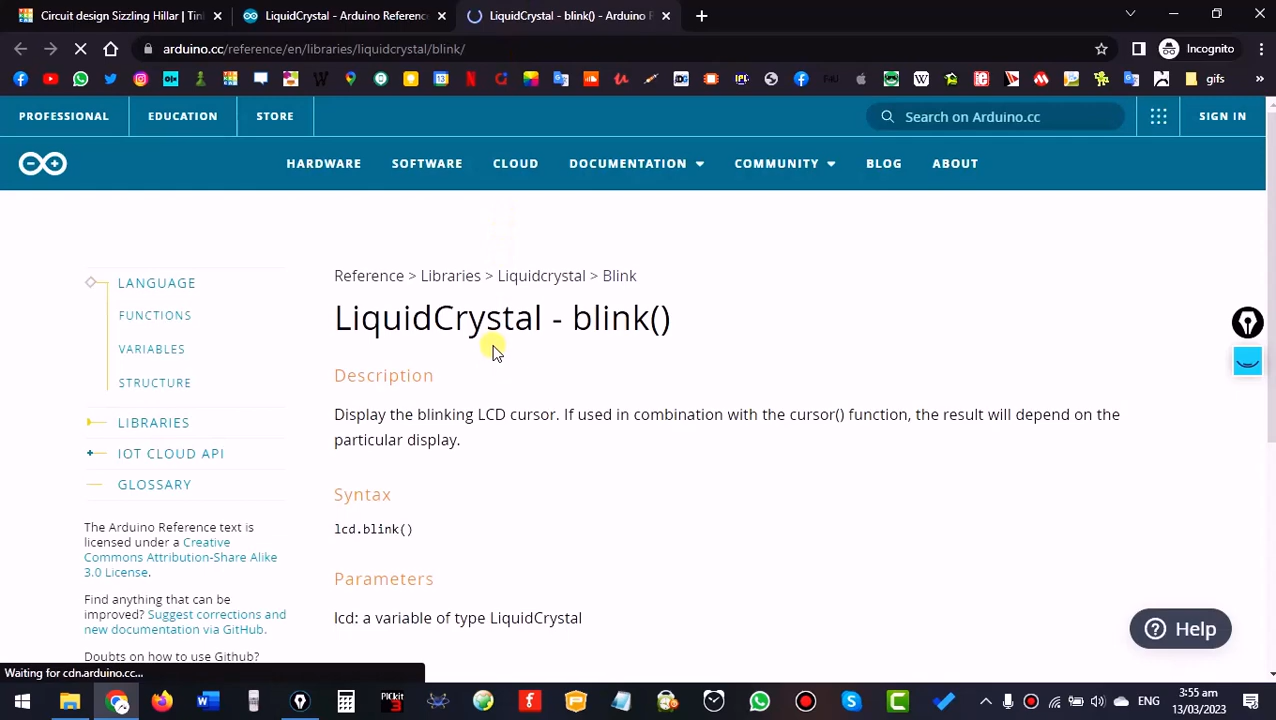 Circuit design Sizzling Hillar | Tin
LiquidCrystal - Arduino Reference
LiquidCrystal - blink() - Arduino R
arduino.cc/reference/en/libraries/liquidcrystal/blink/
Incognito
gifs
PROFESSIONAL
EDUCATION
STORE
Search on Arduino.cc
SIGN IN
HARDWARE
SOFTWARE
CLOUD
DOCUMENTATION
COMMUNITY
BLOG
ABOUT
LANGUAGE
FUNCTIONS
VARIABLES
STRUCTURE
LIBRARIES
IOT CLOUD API
GLOSSARY
The Arduino Reference text is
licensed under a Creative
Commons Attribution-Share Alike
3.0 License.
Find anything that can be
improved? Suggest corrections and
new documentation via GitHub.
Doubts on how to use Github?
Reference > Libraries > Liquidcrystal > Blink
LiquidCrystal - blink()
Description
Display the blinking LCD cursor. If used in combination with the cursor() function, the result will depend on the
particular display.
Syntax
lcd.blink()
Parameters
lcd: a variable of type LiquidCrystal
Help
Waiting for cdn.arduino.cc...
ENG
3:55 am
13/03/2023